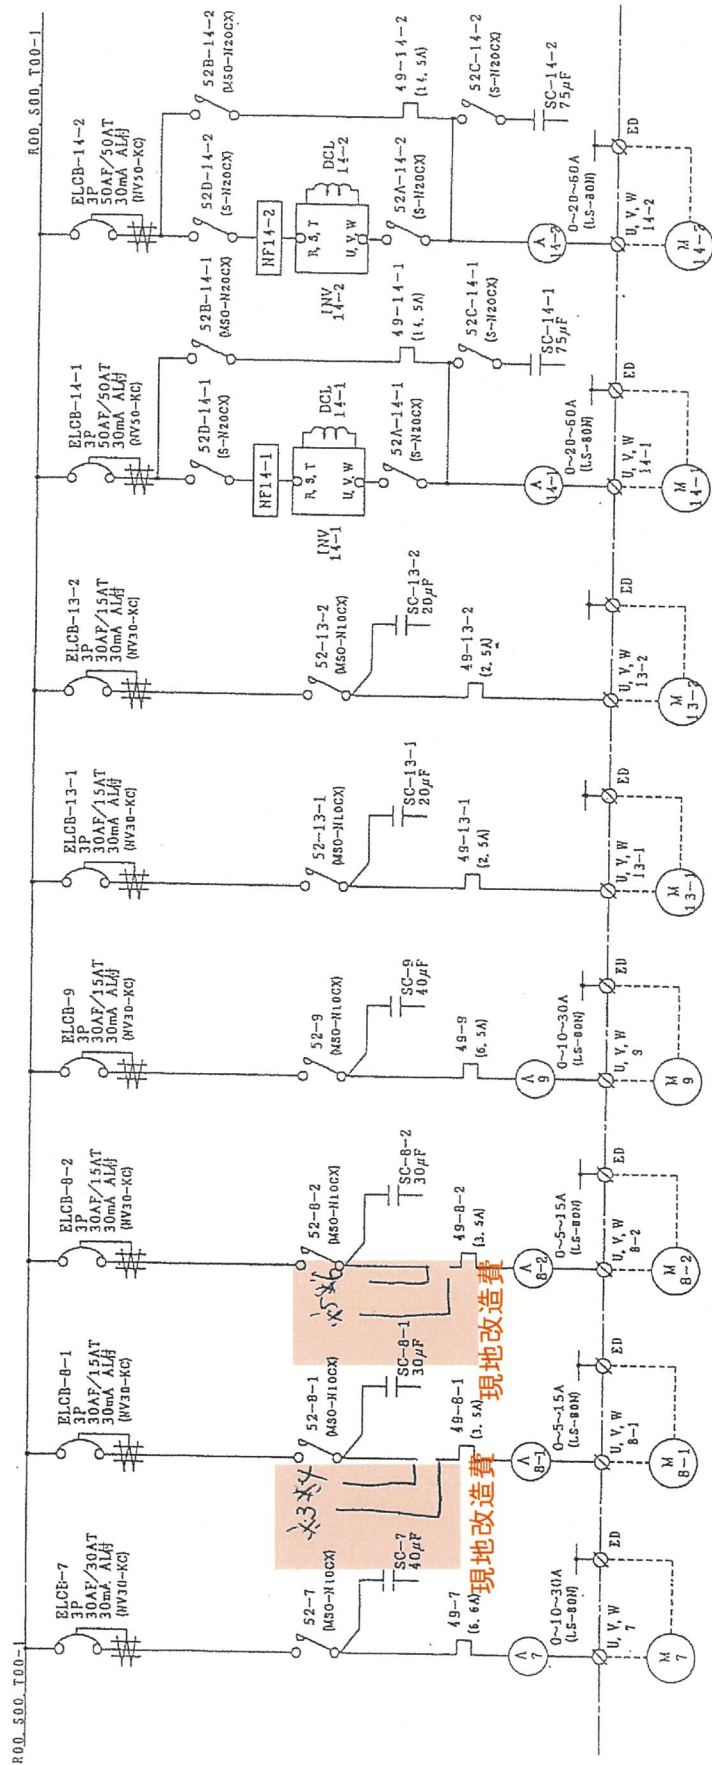 R00, S00, T00-1
ELCB-7
3P
30AF/30AT
30mA AL付
(NV30-KC)
52-7
(MSO-N10CX)
SC-7
40μF
49-7
(6.6A)
A
7
0~10~30A
(LS-80N)
U, V, W
7
ED
M
7
ELCB-8-1
3P
30AF/15AT
30mA AL付
(NV30-KC)
※3 ※4
52-8-1
(MSO-N10CX)
SC-8-1
30μF
49-8-1
(3.5A)
現地改造費
A
8-1
0~5~15A
(LS-80N)
U, V, W
8-1
ED
M
8-1
ELCB-8-2
3P
30AF/15AT
30mA AL付
(NV30-KC)
※5 ※6
52-8-2
(MSO-N10CX)
SC-8-2
30μF
49-8-2
(3.5A)
現地改造費
A
8-2
0~5~15A
(LS-80N)
U, V, W
8-2
ED
M
8-2
ELCB-9
3P
30AF/15AT
30mA AL付
(NV30-KC)
52-9
(MSO-N10CX)
SC-9
40μF
49-9
(6.5A)
A
9
0~10~30A
(LS-80N)
U, V, W
9
ED
M
9
ELCB-13-1
3P
30AF/15AT
30mA AL付
(NV30-KC)
52-13-1
(MSO-N10CX)
SC-13-1
20μF
49-13-1
(2.5A)
U, V, W
13-1
ED
M
13-1
ELCB-13-2
3P
30AF/15AT
30mA AL付
(NV30-KC)
52-13-2
(MSO-N10CX)
SC-13-2
20μF
49-13-2
(2.5A)
U, V, W
13-2
ED
M
13-2
ELCB-14-1
3P
50AF/50AT
30mA AL付
(NV50-KC)
52D-14-1
(S-N20CX)
52B-14-1
(MSO-N20CX)
NF14-1
INV
14-1
R, S, T
U, V, W
DCL
14-1
52A-14-1
(S-N20CX)
49-14-1
(14.5A)
52C-14-1
(S-N20CX)
SC-14-1
75μF
A
14-1
0~20~60A
(LS-80N)
U, V, W
14-1
ED
M
14-1
R00, S00, T00-1
ELCB-14-2
3P
50AF/50AT
30mA AL付
(NV50-KC)
52D-14-2
(S-N20CX)
52B-14-2
(MSO-N20CX)
NF14-2
INV
14-2
R, S, T
U, V, W
DCL
14-2
52A-14-2
(S-N20CX)
49-14-2
(14.5A)
52C-14-2
(S-N20CX)
SC-14-2
75μF
A
14-2
0~20~60A
(LS-80N)
U, V, W
14-2
ED
M
14-2